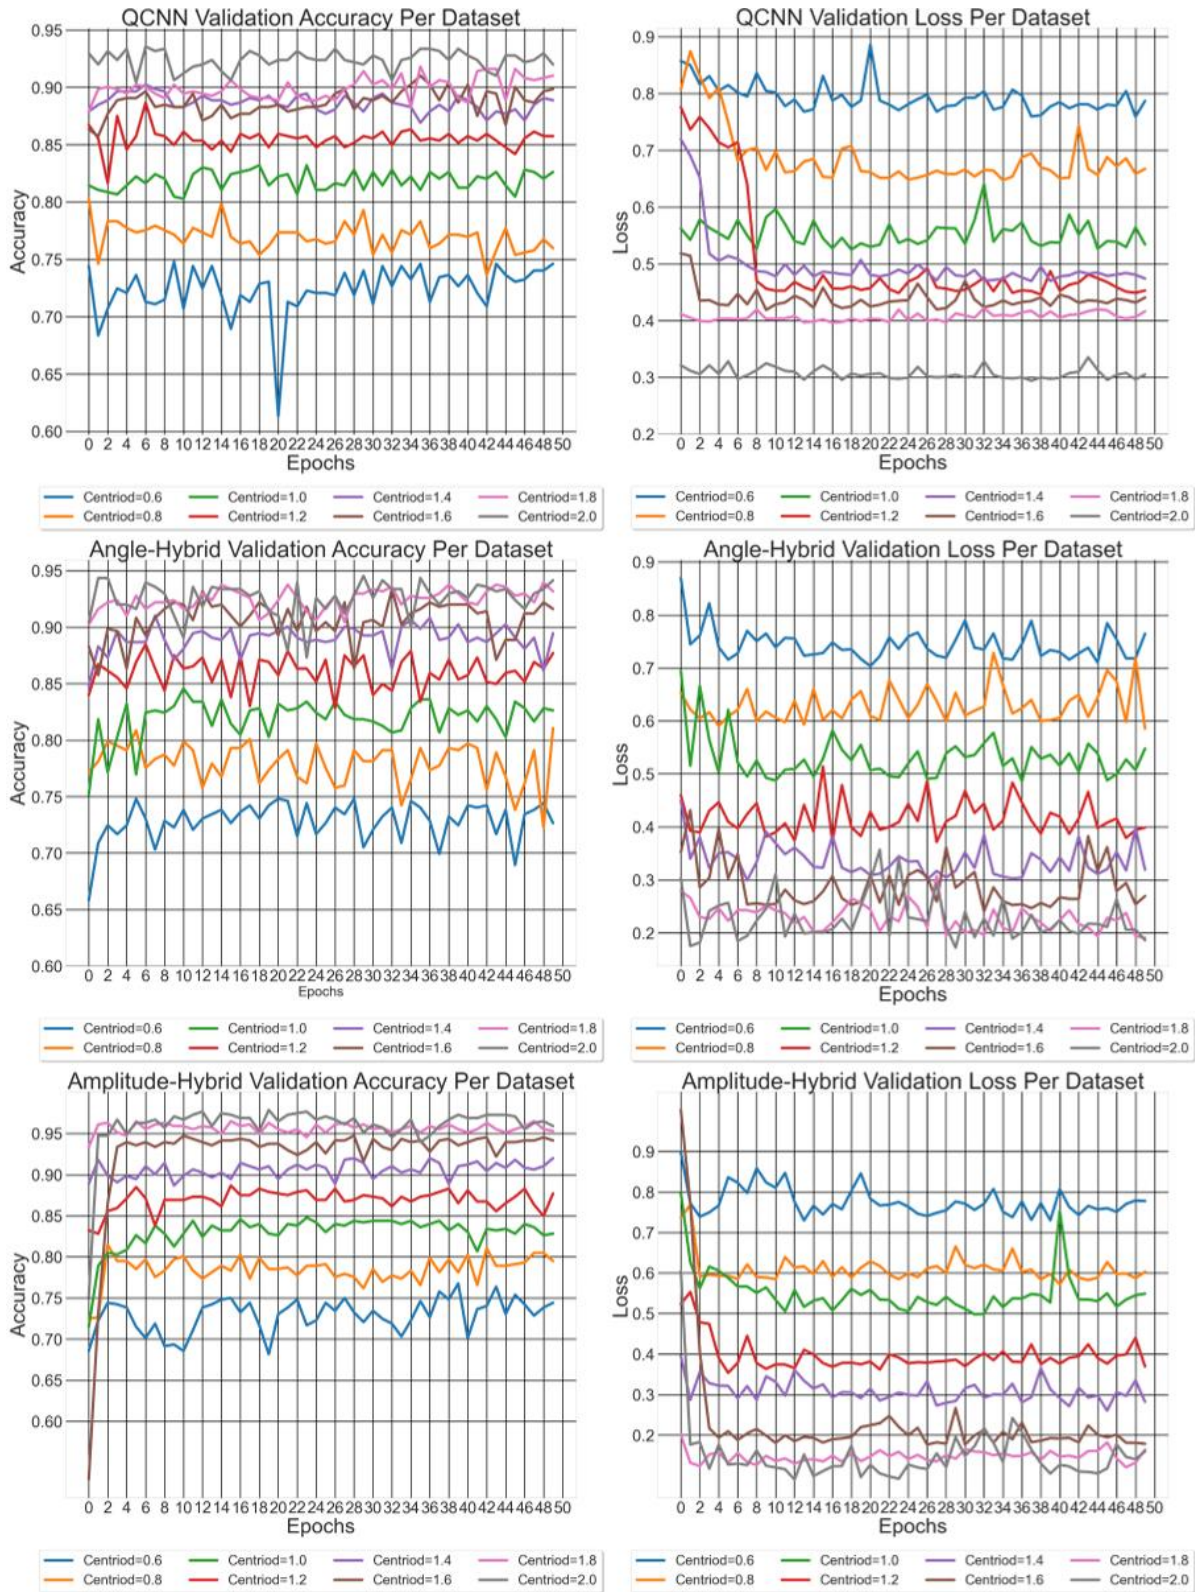 QCNN Validation Accuracy Per Dataset
0.95
0.90
0.85
0.80
0.75
0.70
0.65
0.60
Accuracy
0 2 4 6 8 10 12 14 16 18 20 22 24 26 28 30 32 34 36 38 40 42 44 46 48 50
Epochs
Centriod=0.6 Centriod=1.0 Centriod=1.4 Centriod=1.8
Centriod=0.8 Centriod=1.2 Centriod=1.6 Centriod=2.0
QCNN Validation Loss Per Dataset
0.9
0.8
0.7
0.6
0.5
0.4
0.3
0.2
Loss
0 2 4 6 8 10 12 14 16 18 20 22 24 26 28 30 32 34 36 38 40 42 44 46 48 50
Epochs
Centriod=0.6 Centriod=1.0 Centriod=1.4 Centriod=1.8
Centriod=0.8 Centriod=1.2 Centriod=1.6 Centriod=2.0
Angle-Hybrid Validation Accuracy Per Dataset
0.95
0.90
0.85
0.80
0.75
0.70
0.65
0.60
Accuracy
0 2 4 6 8 10 12 14 16 18 20 22 24 26 28 30 32 34 36 38 40 42 44 46 48 50
Epochs
Centriod=0.6 Centriod=1.0 Centriod=1.4 Centriod=1.8
Centriod=0.8 Centriod=1.2 Centriod=1.6 Centriod=2.0
Angle-Hybrid Validation Loss Per Dataset
0.9
0.8
0.7
0.6
0.5
0.4
0.3
0.2
Loss
0 2 4 6 8 10 12 14 16 18 20 22 24 26 28 30 32 34 36 38 40 42 44 46 48 50
Epochs
Centriod=0.6 Centriod=1.0 Centriod=1.4 Centriod=1.8
Centriod=0.8 Centriod=1.2 Centriod=1.6 Centriod=2.0
Amplitude-Hybrid Validation Accuracy Per Dataset
0.95
0.90
0.85
0.80
0.75
0.70
0.65
0.60
Accuracy
0 2 4 6 8 10 12 14 16 18 20 22 24 26 28 30 32 34 36 38 40 42 44 46 48 50
Epochs
Centriod=0.6 Centriod=1.0 Centriod=1.4 Centriod=1.8
Centriod=0.8 Centriod=1.2 Centriod=1.6 Centriod=2.0
Amplitude-Hybrid Validation Loss Per Dataset
0.9
0.8
0.7
0.6
0.5
0.4
0.3
0.2
Loss
0 2 4 6 8 10 12 14 16 18 20 22 24 26 28 30 32 34 36 38 40 42 44 46 48 50
Epochs
Centriod=0.6 Centriod=1.0 Centriod=1.4 Centriod=1.8
Centriod=0.8 Centriod=1.2 Centriod=1.6 Centriod=2.0